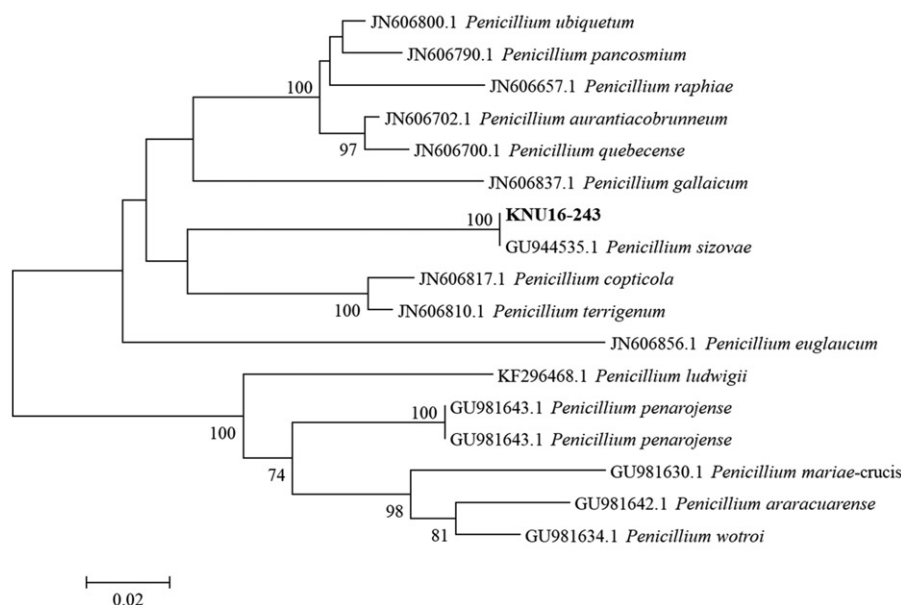 JN606800.1 Penicillium ubiquetum
JN606790.1 Penicillium pancosmium
JN606657.1 Penicillium raphiae
100
JN606702.1 Penicillium aurantiacobrunneum
97
JN606700.1 Penicillium quebecense
JN606837.1 Penicillium gallaicum
100
KNU16-243
GU944535.1 Penicillium sizovae
JN606817.1 Penicillium copticola
100
JN606810.1 Penicillium terrigenum
JN606856.1 Penicillium euglaucum
KF296468.1 Penicillium ludwigii
100
GU981643.1 Penicillium penarojense
100
GU981643.1 Penicillium penarojense
74
GU981630.1 Penicillium mariae-crucis
98
GU981642.1 Penicillium araracuarense
81
GU981634.1 Penicillium wotroi
0.02